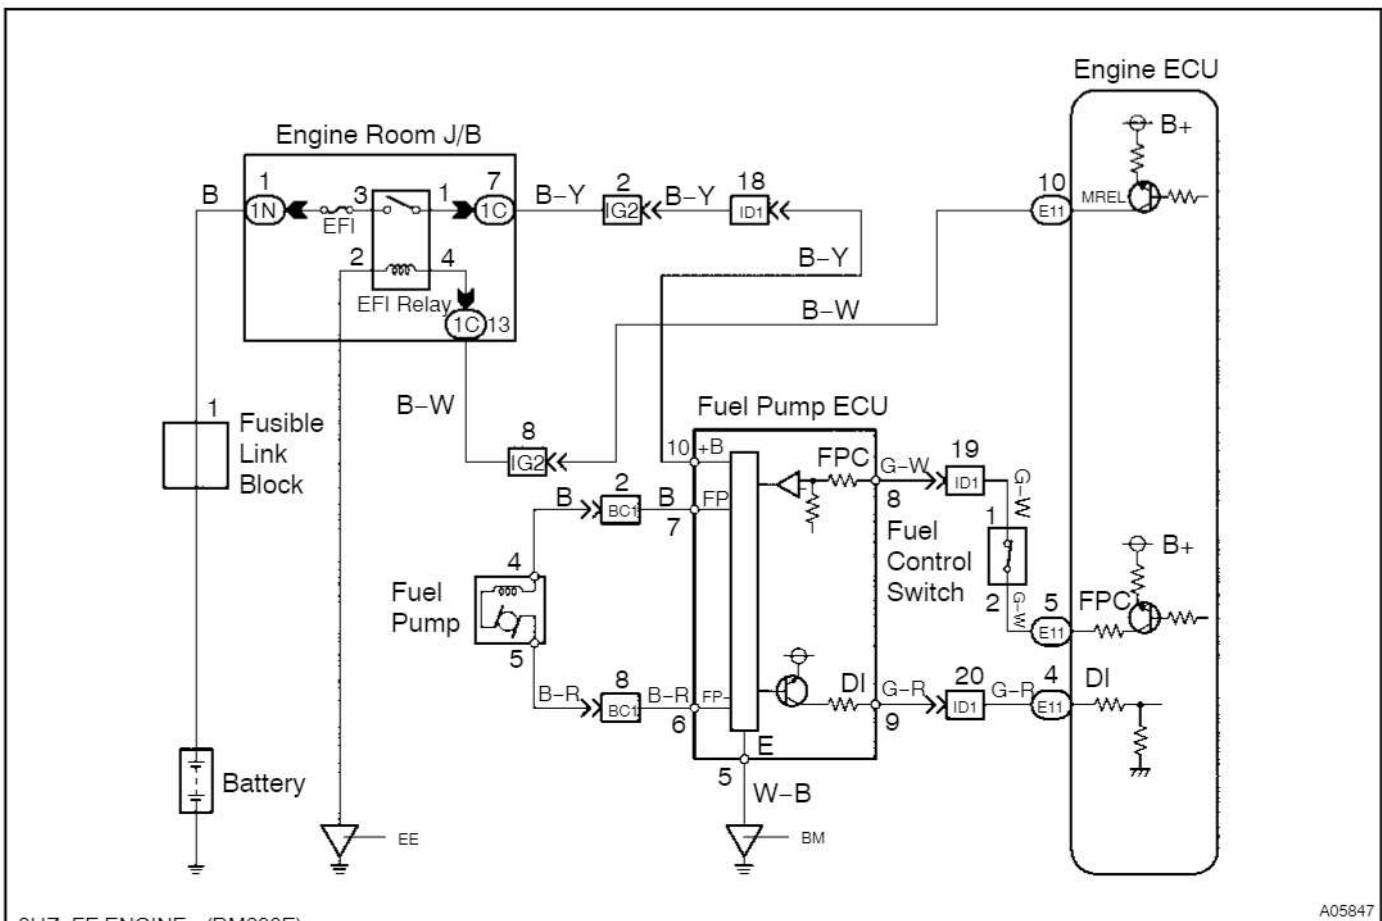 Engine ECU
B+
Engine Room J/B
B 1 3 1 7 B–Y 2 B–Y 18 10
1N EFI 1C IG2 ID1 E11 MREL
2 4
B–Y
EFI Relay
1C 13
B–W
B–W
1
Fusible
Link
Block
8
IG2
Fuel Pump ECU
10 +B
FPC G–W 19
8 ID1 G–W
B 2 B FP
BC1 7
Fuel
Control
Switch
1
2 G–W
B+
4
Fuel
Pump
5
5 FPC
E11
B–R 8 B–R FP-
BC1 6
DI G–R 20 G–R 4 DI
9 ID1 E11
E
5
W–B
Battery
EE
BM
A05847